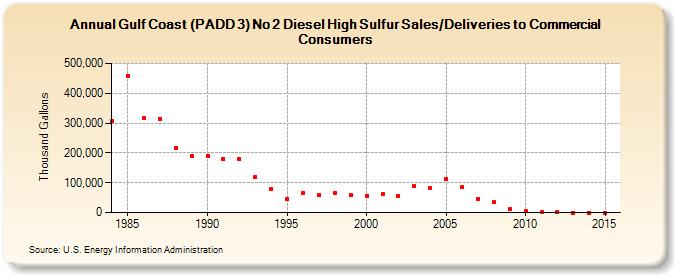 Annual Gulf Coast (PADD 3) No 2 Diesel High Sulfur Sales/Deliveries to Commercial
Consumers
Thousand Gallons
500,000
400,000
300,000
200,000
100,000
0
1985 1990 1995 2000 2005 2010 2015
Source: U.S. Energy Information Administration